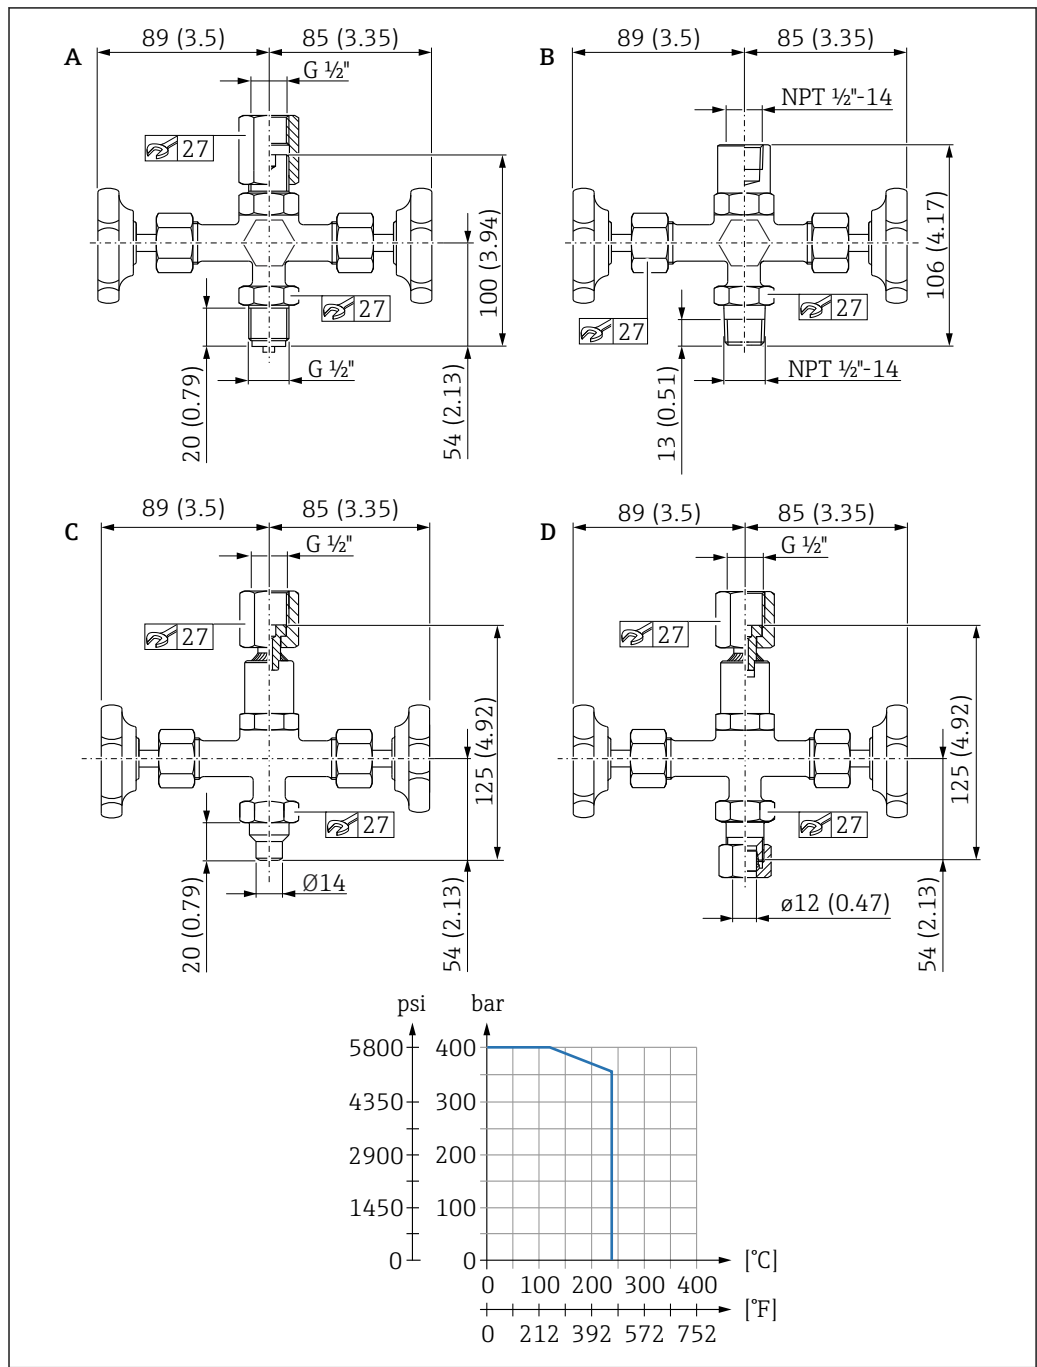 A
89 (3.5)
85 (3.35)
G ½"
27
27
100 (3.94)
G ½"
20 (0.79)
54 (2.13)
B
89 (3.5)
85 (3.35)
NPT ½"-14
106 (4.17)
27
27
NPT ½"-14
13 (0.51)
C
89 (3.5)
85 (3.35)
G ½"
27
125 (4.92)
27
Ø14
20 (0.79)
54 (2.13)
D
89 (3.5)
85 (3.35)
G ½"
27
125 (4.92)
27
ø12 (0.47)
54 (2.13)
psi bar
5800 400
4350 300
2900 200
1450 100
0 0
[°C]
0 100 200 300 400
[°F]
0 212 392 572 752